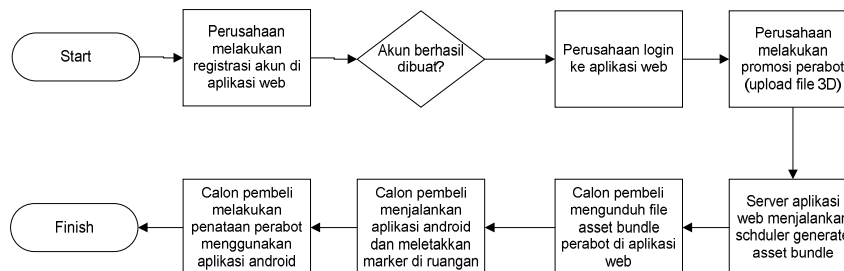 Start
Perusahaan
melakukan
registrasi akun di
aplikasi web
Akun berhasil
dibuat?
Perusahaan login
ke aplikasi web
Perusahaan
melakukan
promosi perabot
(upload file 3D)
Server aplikasi
web menjalankan
schduler generate
asset bundle
Calon pembeli
mengunduh file
asset bundle
perabot di aplikasi
web
Calon pembeli
menjalankan
aplikasi android
dan meletakkan
marker di ruangan
Calon pembeli
melakukan
penataan perabot
menggunakan
aplikasi android
Finish